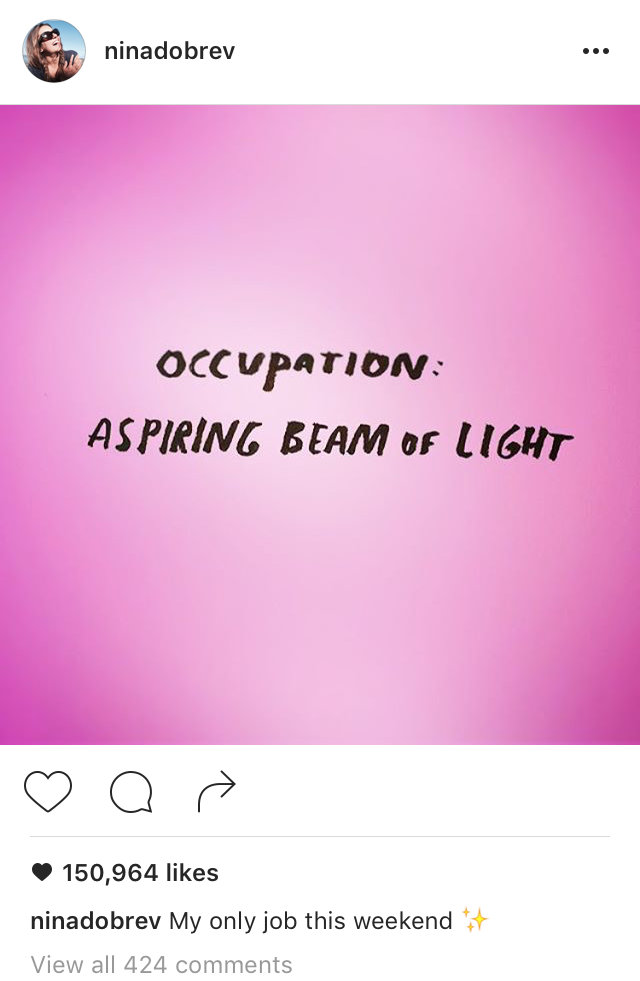 ninadobrev
OCCUPATION:
ASPIRING BEAM OF LIGHT
150,964 likes
ninadobrev My only job this weekend ✨
View all 424 comments